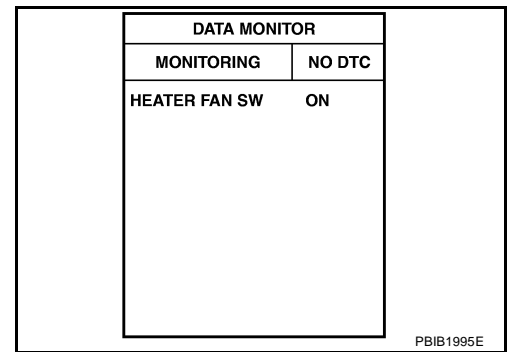 DATA MONITOR
MONITORING NO DTC
HEATER FAN SW ON
PBIB1995E